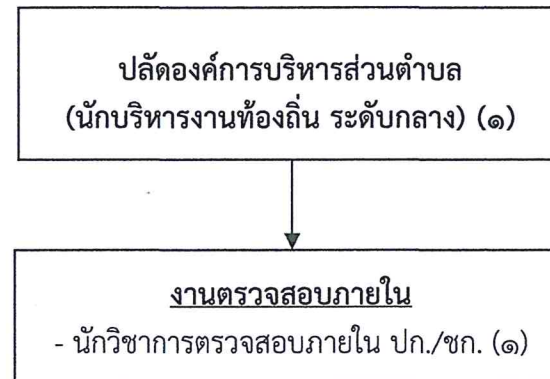 ปลัดองค์การบริหารส่วนตำบล
(นักบริหารงานท้องถิ่น ระดับกลาง) (๑)
งานตรวจสอบภายใน
- นักวิชาการตรวจสอบภายใน ปก./ชก. (๑)